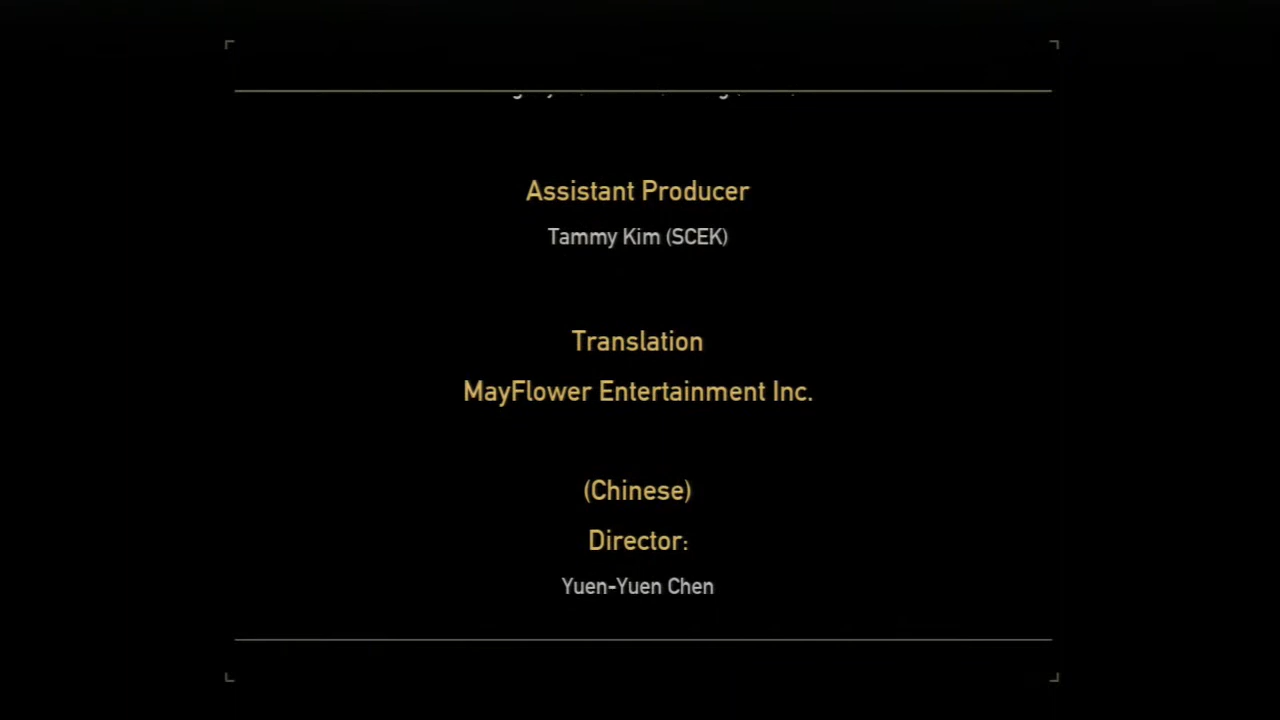 Assistant Producer
Tammy Kim (SCEK)
Translation
MayFlower Entertainment Inc.
(Chinese)
Director:
Yuen-Yuen Chen